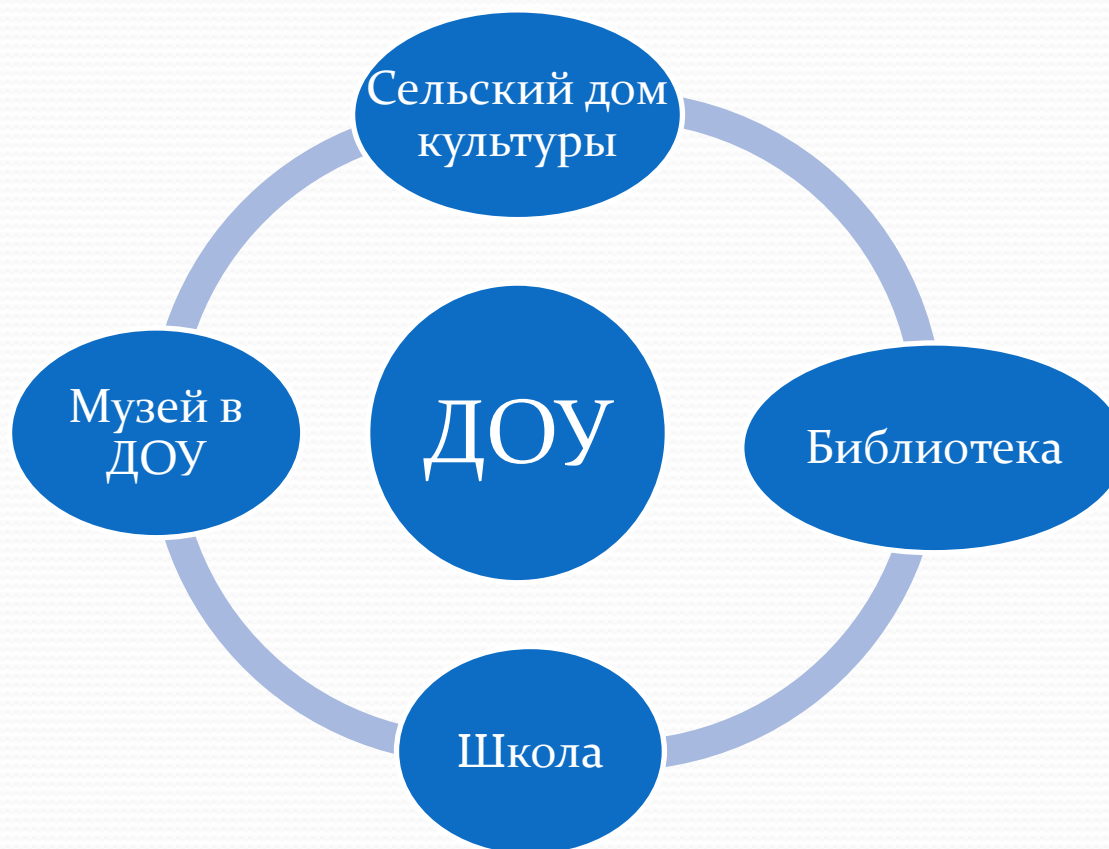 Сельский дом
культуры
Музей в
ДОУ
ДОУ
Библиотека
Школа